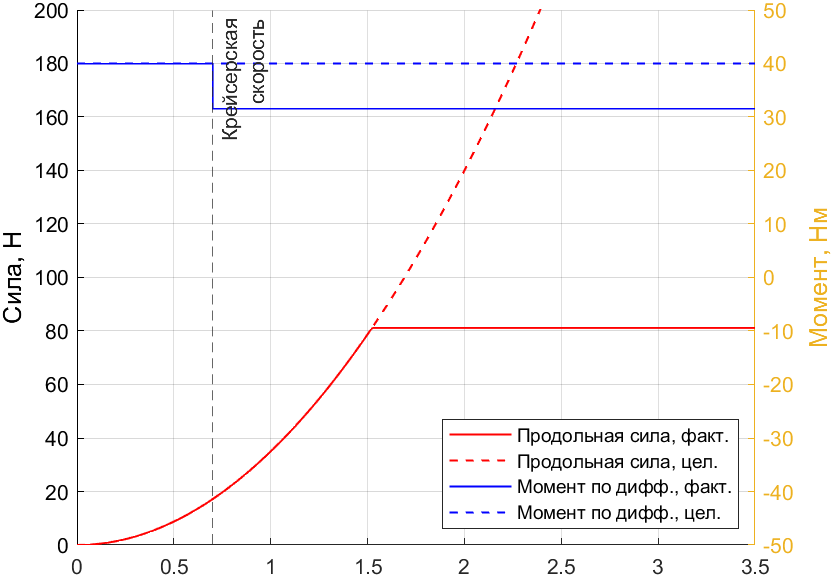 200
180
160
140
120
100
80
60
40
20
0
Сила, Н
50
40
30
20
10
0
-10
-20
-30
-40
-50
Момент, Нм
Крейсерская
скорость
Продольная сила, факт.
Продольная сила, цел.
Момент по дифф., факт.
Момент по дифф., цел.
0 0.5 1 1.5 2 2.5 3 3.5